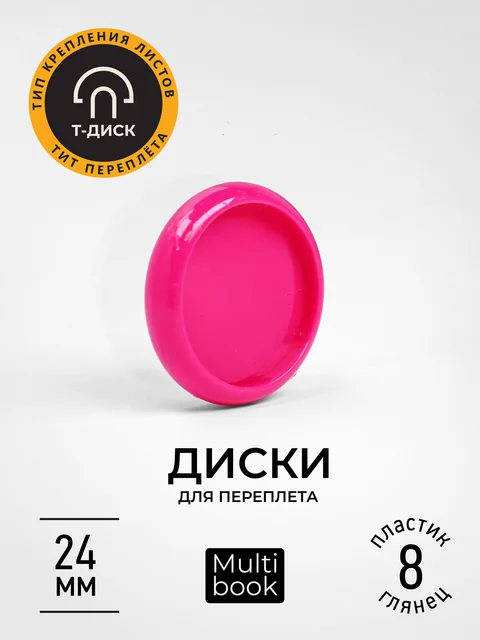 ТИП КРЕПЛЕНИЯ ЛИСТОВ
Т-ДИСК
ТИТ ПЕРЕПЛЁТА
ДИСКИ
ДЛЯ ПЕРЕПЛЕТА
24
ММ
Multi
book
пластик
8
глянец